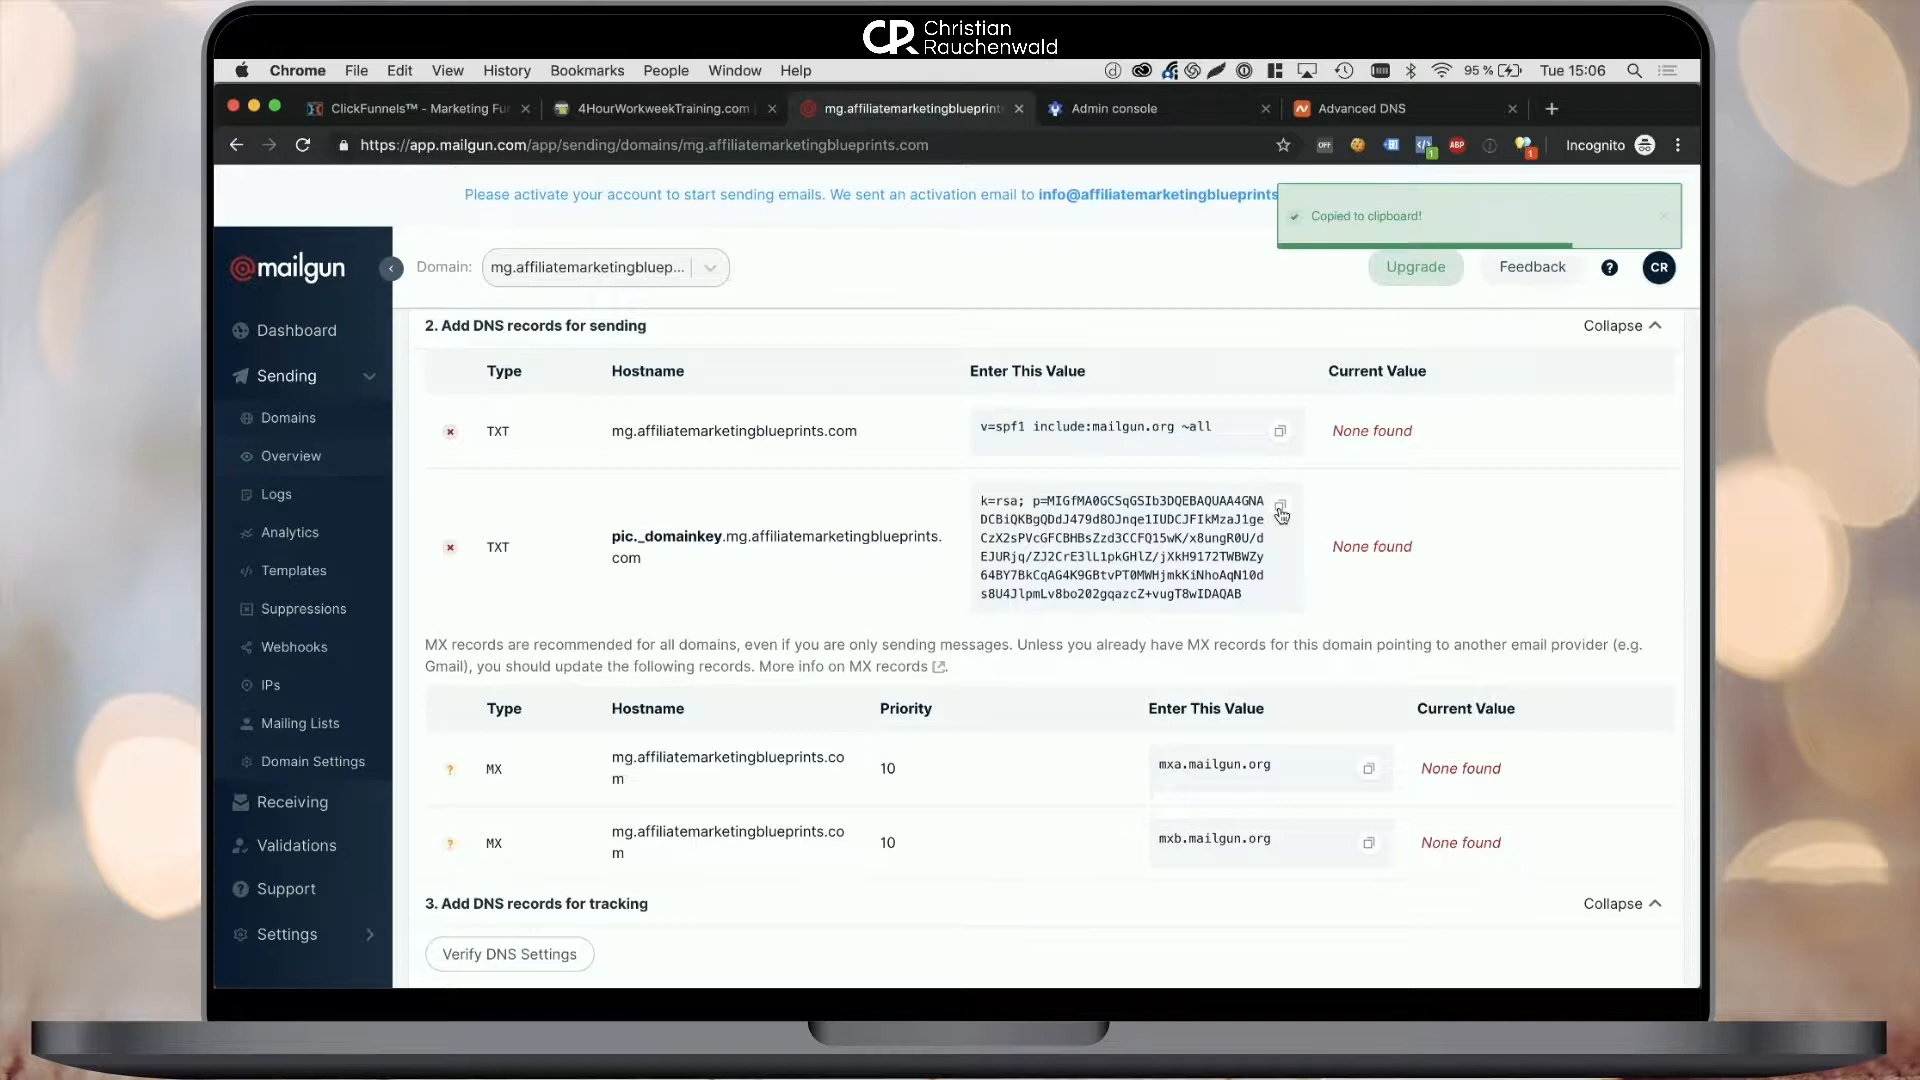 CR Christian
Rauchenwald
Chrome File Edit View History Bookmarks People Window Help 95 % Tue 15:06
ClickFunnels™ - Marketing Fu 4HourWorkweekTraining.com mg.affiliatemarketingblueprint Admin console Advanced DNS
https://app.mailgun.com/app/sending/domains/mg.affiliatemarketingblueprints.com OFF 1 ABP 1 Incognito
Please activate your account to start sending emails. We sent an activation email to info@affiliatemarketingblueprints
Copied to clipboard!
mailgun
Domain: mg.affiliatemarketingbluep... Upgrade Feedback ? CR
Dashboard
Sending
Domains
Overview
Logs
Analytics
Templates
Suppressions
Webhooks
IPs
Mailing Lists
Domain Settings
Receiving
Validations
Support
Settings
2. Add DNS records for sending Collapse
Type Hostname Enter This Value Current Value
TXT mg.affiliatemarketingblueprints.com v=spf1 include:mailgun.org ~all None found
TXT pic._domainkey.mg.affiliatemarketingblueprints.
com
k=rsa; p=MIGfMA0GCSqGSIb3DQEBAQUAA4GNA
DCBiQKBgQDdJ479d8OJnqe1IUDCJFIkMzaJ1ge
CzX2sPVcGFCBHBsZzd3CCFQ15wK/x8ungR0U/d
EJURjq/ZJ2CrE3lL1pkGHlZ/jXkH9172TWBWZy
64BY7BkCqAG4K9GBtvPT0MWHjmkKiNhoAqN10d
s8U4JlpmLv8bo202gqazcZ+vugT8wIDAQAB
None found
MX records are recommended for all domains, even if you are only sending messages. Unless you already have MX records for this domain pointing to another email provider (e.g.
Gmail), you should update the following records. More info on MX records
Type Hostname Priority Enter This Value Current Value
? MX mg.affiliatemarketingblueprints.co
m
10 mxa.mailgun.org None found
? MX mg.affiliatemarketingblueprints.co
m
10 mxb.mailgun.org None found
3. Add DNS records for tracking Collapse
Verify DNS Settings